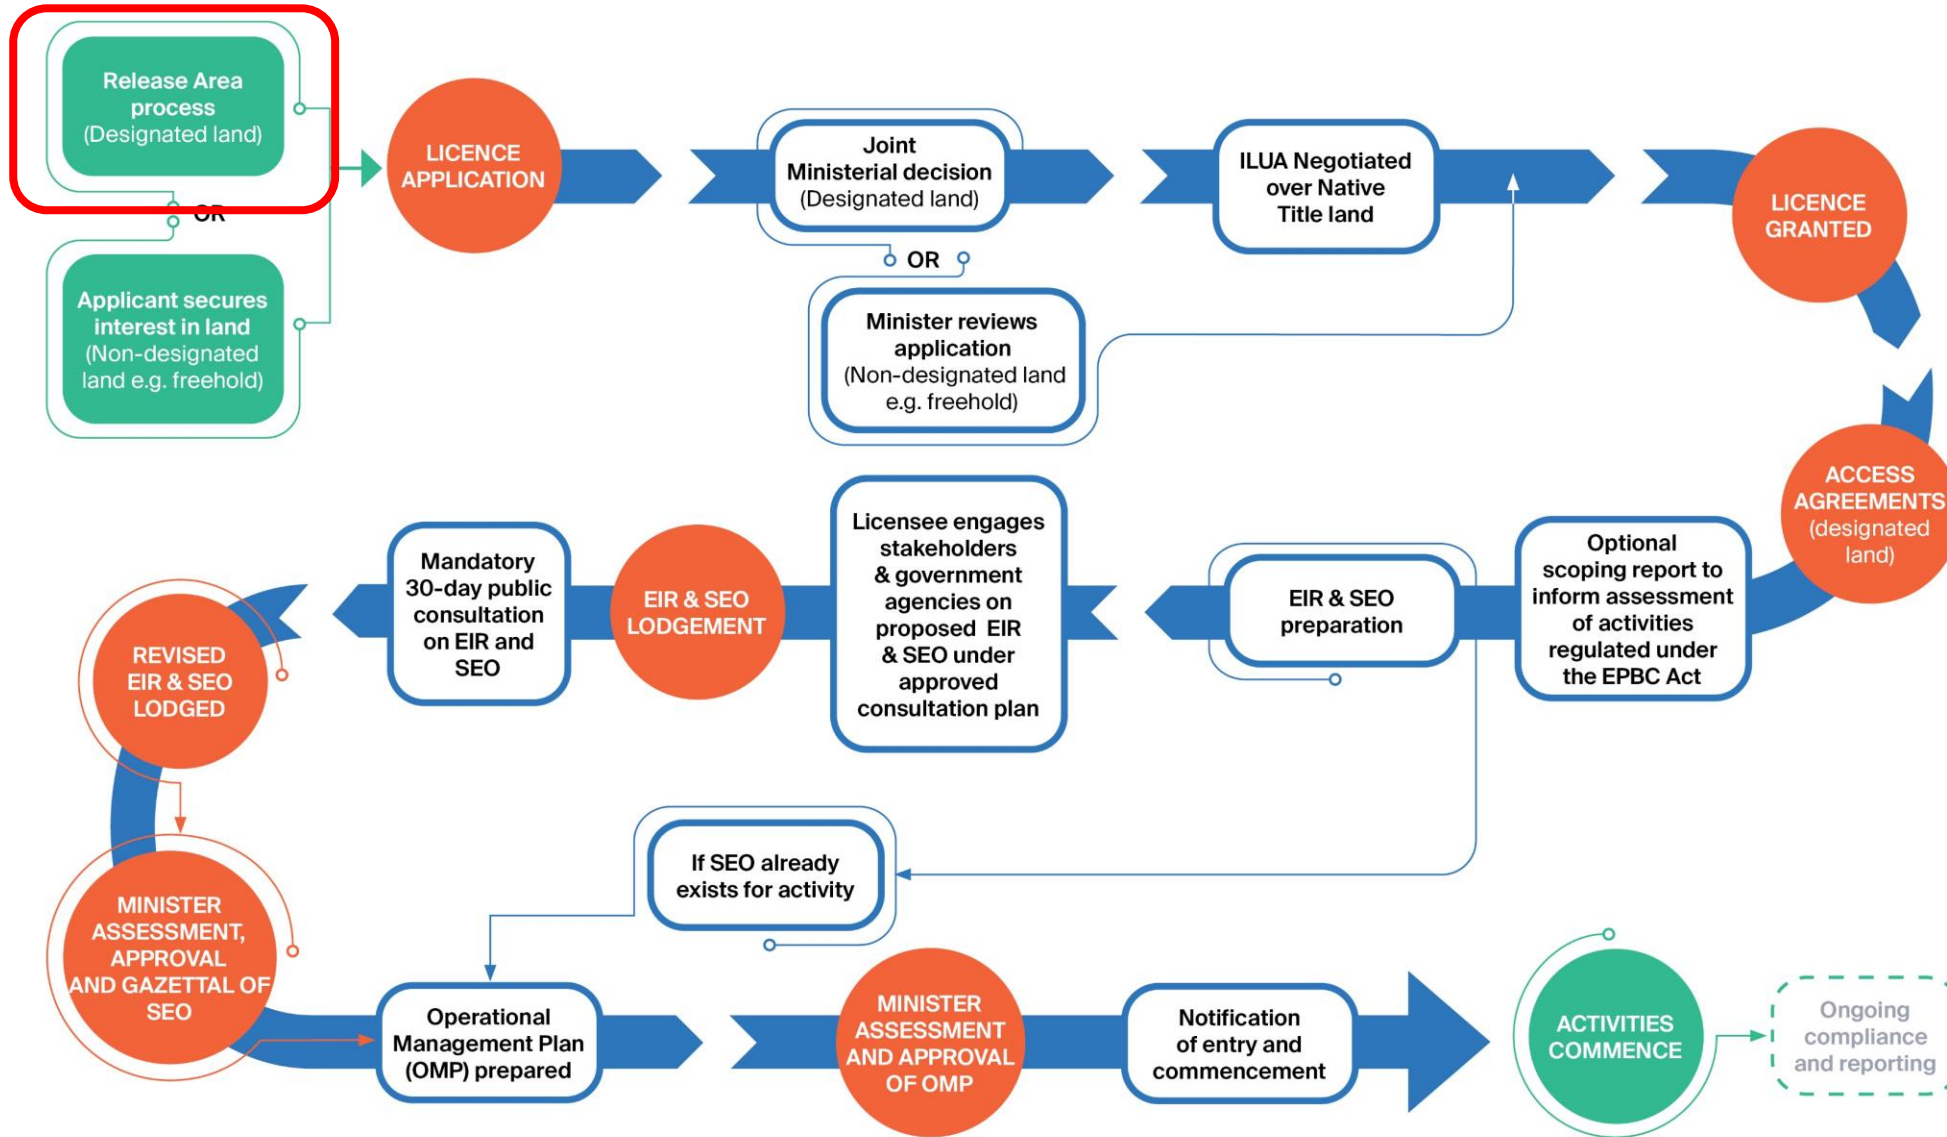 Release Area
process
(Designated land)
OR
Applicant secures
interest in land
(Non-designated
land e.g. freehold)
LICENCE
APPLICATION
Joint
Ministerial decision
(Designated land)
OR
Minister reviews
application
(Non-designated land
e.g. freehold)
ILUA Negotiated
over Native
Title land
LICENCE
GRANTED
ACCESS
AGREEMENTS
(designated
land)
Optional
scoping report to
inform assessment
of activities
regulated under
the EPBC Act
EIR & SEO
preparation
Licensee engages
stakeholders
& government
agencies on
proposed EIR
& SEO under
approved
consultation plan
EIR & SEO
LODGEMENT
Mandatory
30-day public
consultation
on EIR and
SEO
REVISED
EIR & SEO
LODGED
MINISTER
ASSESSMENT,
APPROVAL
AND GAZETTAL OF
SEO
If SEO already
exists for activity
Operational
Management Plan
(OMP) prepared
MINISTER
ASSESSMENT
AND APPROVAL
OF OMP
Notification
of entry and
commencement
ACTIVITIES
COMMENCE
Ongoing
compliance
and reporting